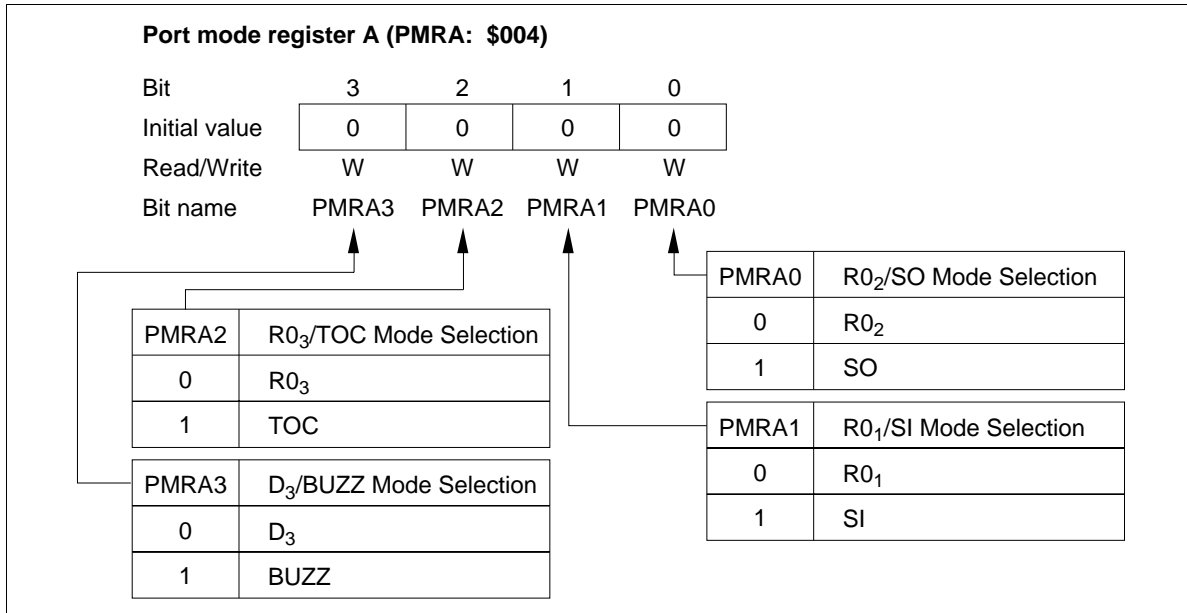 Port mode register A (PMRA: $004)
Bit 3 2 1 0
Initial value 0 0 0 0
Read/Write W W W W
Bit name PMRA3 PMRA2 PMRA1 PMRA0
PMRA2 R0₃/TOC Mode Selection
0 R0₃
1 TOC
PMRA3 D₃/BUZZ Mode Selection
0 D₃
1 BUZZ
PMRA0 R0₂/SO Mode Selection
0 R0₂
1 SO
PMRA1 R0₁/SI Mode Selection
0 R0₁
1 SI